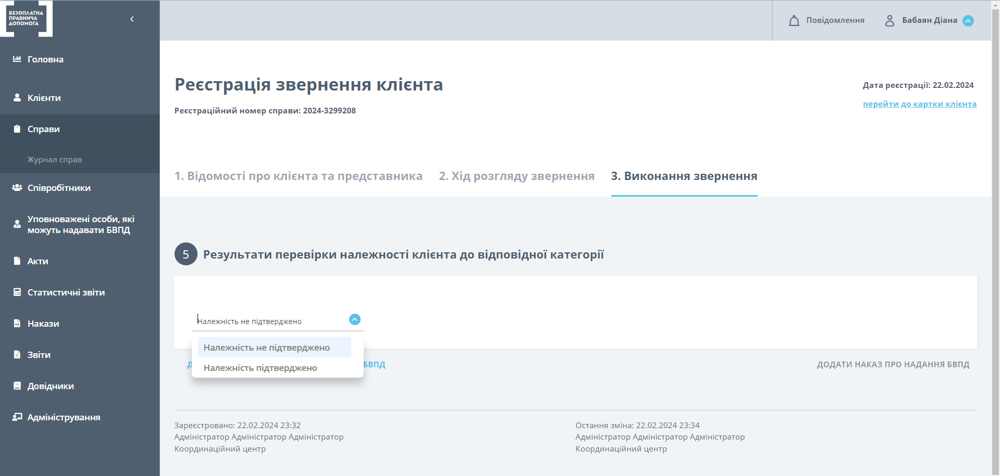 БЕЗОПЛАТНА
ПРАВНИЧА
ДОПОМОГА
Повідомлення
Бабаян Діана
Головна
Клієнти
Справи
Журнал справ
Співробітники
Уповноважені особи, які
можуть надавати БВПД
Акти
Статистичні звіти
Накази
Звіти
Довідники
Адміністрування
Реєстрація звернення клієнта
Дата реєстрації: 22.02.2024
перейти до картки клієнта
Реєстраційний номер справи: 2024-3299208
1. Відомості про клієнта та представника
2. Хід розгляду звернення
3. Виконання звернення
5 Результати перевірки належності клієнта до відповідної категорії
Належність не підтверджено
Належність не підтверджено
Належність підтверджено
БВПД
ДОДАТИ НАКАЗ ПРО НАДАННЯ БВПД
Зареєстровано: 22.02.2024 23:32
Адміністратор Адміністратор Адміністратор
Координаційний центр
Остання зміна: 22.02.2024 23:34
Адміністратор Адміністратор Адміністратор
Координаційний центр